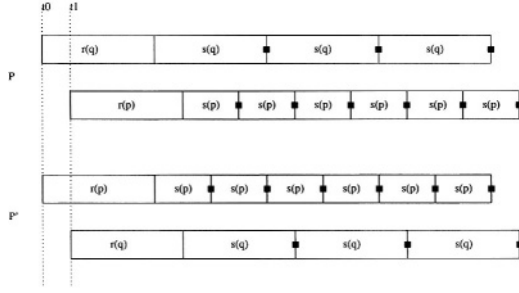 t0 t1
r(q) s(q) s(q) s(q)
P
r(p) s(p) s(p) s(p) s(p) s(p) s(p)
r(p) s(p) s(p) s(p) s(p) s(p) s(p)
P'
r(q) s(q) s(q) s(q)